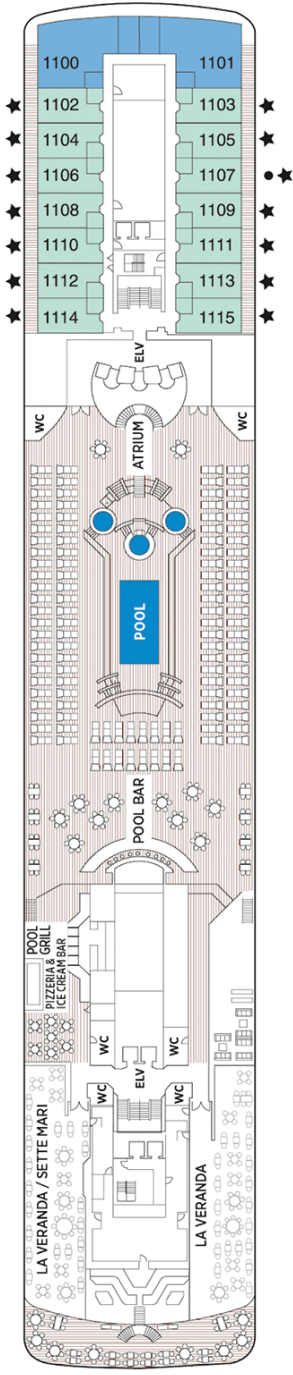 1100 1101
1102 1103
1104 1105
1106 1107
1108 1109
1110 1111
1112 1113
1114 1115
ELV
WC WC
ATRIUM
POOL
POOL BAR
POOL
GRILL
PIZZERIA &
ICE CREAM BAR
WC WC
ELV
WC WC
LA VERANDA / SETTE MARI
LA VERANDA